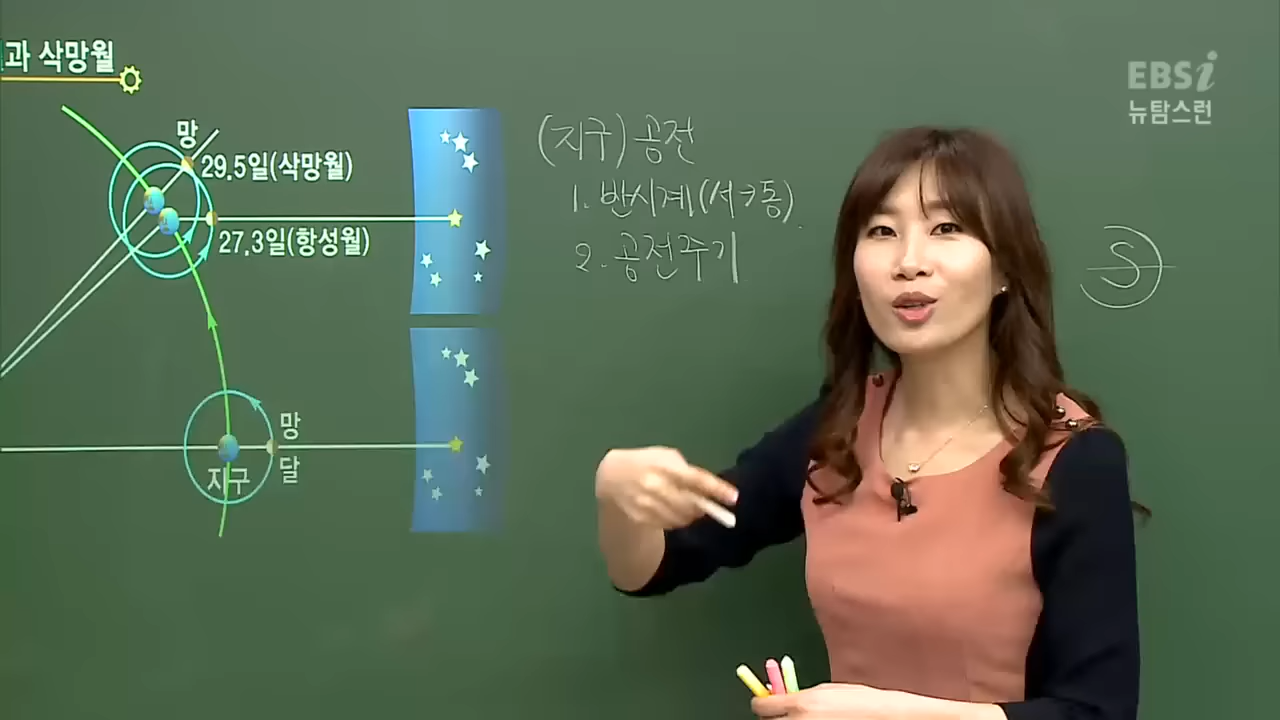 과 삭망월
망
29.5일(삭망월)
27.3일(항성월)
망
달
지구
(지구) 공전
1. 반시계(서→동)
2. 공전주기
S
EBSi
뉴탐스런